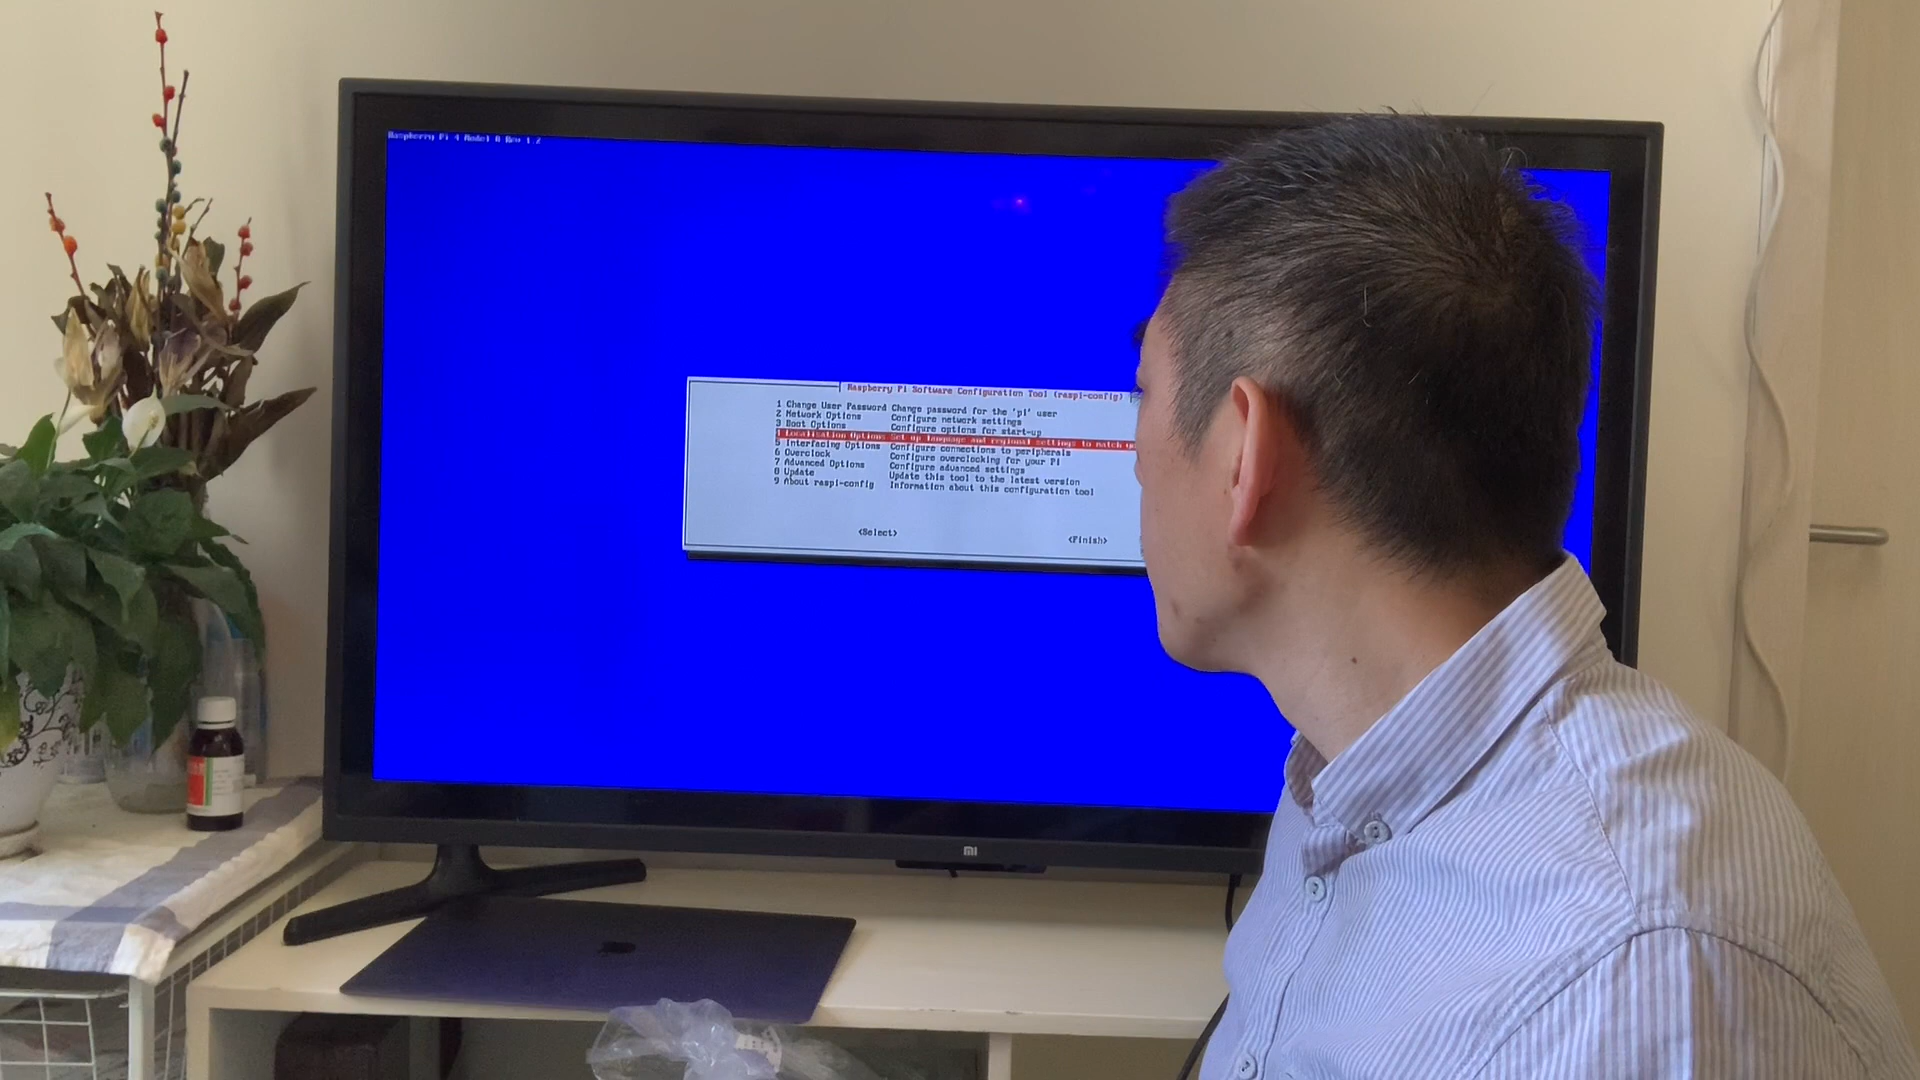 Raspberry Pi 4 Model B Rev 1.2
Raspberry Pi Software Configuration Tool (raspi-config)
1 Change User Password Change password for the 'pi' user
2 Network Options Configure network settings
3 Boot Options Configure options for start-up
4 Localisation Options Set up language and regional settings to match
5 Interfacing Options Configure connections to peripherals
6 Overclock Configure overclocking for your Pi
7 Advanced Options Configure advanced settings
8 Update Update this tool to the latest version
9 About raspi-config Information about this configuration tool
<Select> <Finish>
mi